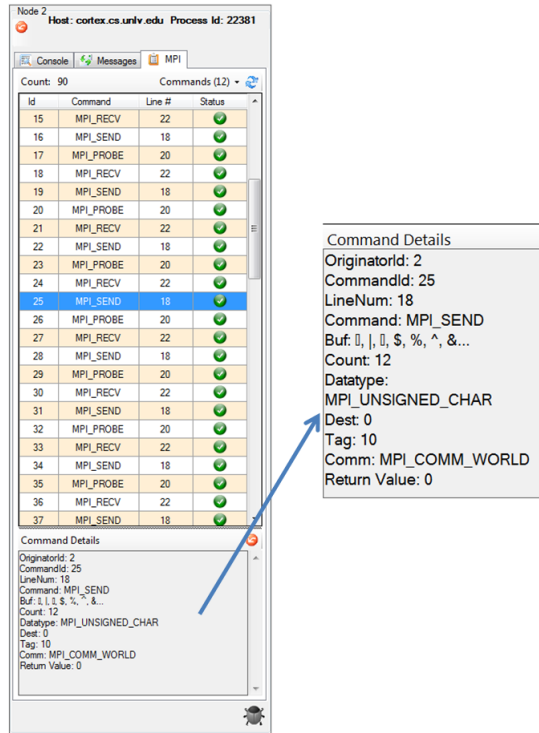 Node 2
Host: cortex.cs.unlv.edu Process Id: 22381
Console Messages MPI
Count: 90 Commands (12)
Id Command Line # Status
15 MPI_RECV 22
16 MPI_SEND 18
17 MPI_PROBE 20
18 MPI_RECV 22
19 MPI_SEND 18
20 MPI_PROBE 20
21 MPI_RECV 22
22 MPI_SEND 18
23 MPI_PROBE 20
24 MPI_RECV 22
25 MPI_SEND 18
26 MPI_PROBE 20
27 MPI_RECV 22
28 MPI_SEND 18
29 MPI_PROBE 20
30 MPI_RECV 22
31 MPI_SEND 18
32 MPI_PROBE 20
33 MPI_RECV 22
34 MPI_SEND 18
35 MPI_PROBE 20
36 MPI_RECV 22
37 MPI_SEND 18
Command Details
OriginatorId: 2
CommandId: 25
LineNum: 18
Command: MPI_SEND
Buf: ▯, |, ▯, $, %, ^, &...
Count: 12
Datatype: MPI_UNSIGNED_CHAR
Dest: 0
Tag: 10
Comm: MPI_COMM_WORLD
Return Value: 0
Command Details
OriginatorId: 2
CommandId: 25
LineNum: 18
Command: MPI_SEND
Buf: ▯, |, ▯, $, %, ^, &...
Count: 12
Datatype:
MPI_UNSIGNED_CHAR
Dest: 0
Tag: 10
Comm: MPI_COMM_WORLD
Return Value: 0